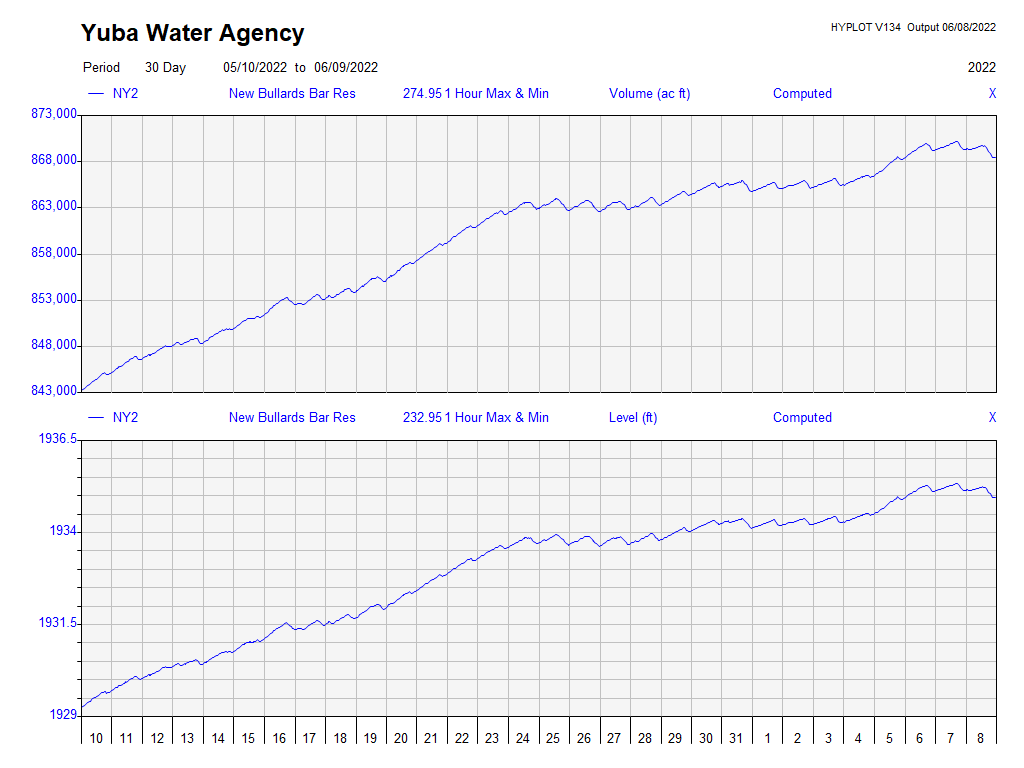 Yuba Water Agency
HYPLOT V134 Output 06/08/2022
Period 30 Day 05/10/2022 to 06/09/2022 2022
NY2 New Bullards Bar Res 274.95 1 Hour Max & Min Volume (ac ft) Computed X
873,000
868,000
863,000
858,000
853,000
848,000
843,000
NY2 New Bullards Bar Res 232.95 1 Hour Max & Min Level (ft) Computed X
1936.5
1934
1931.5
1929
10 11 12 13 14 15 16 17 18 19 20 21 22 23 24 25 26 27 28 29 30 31 1 2 3 4 5 6 7 8